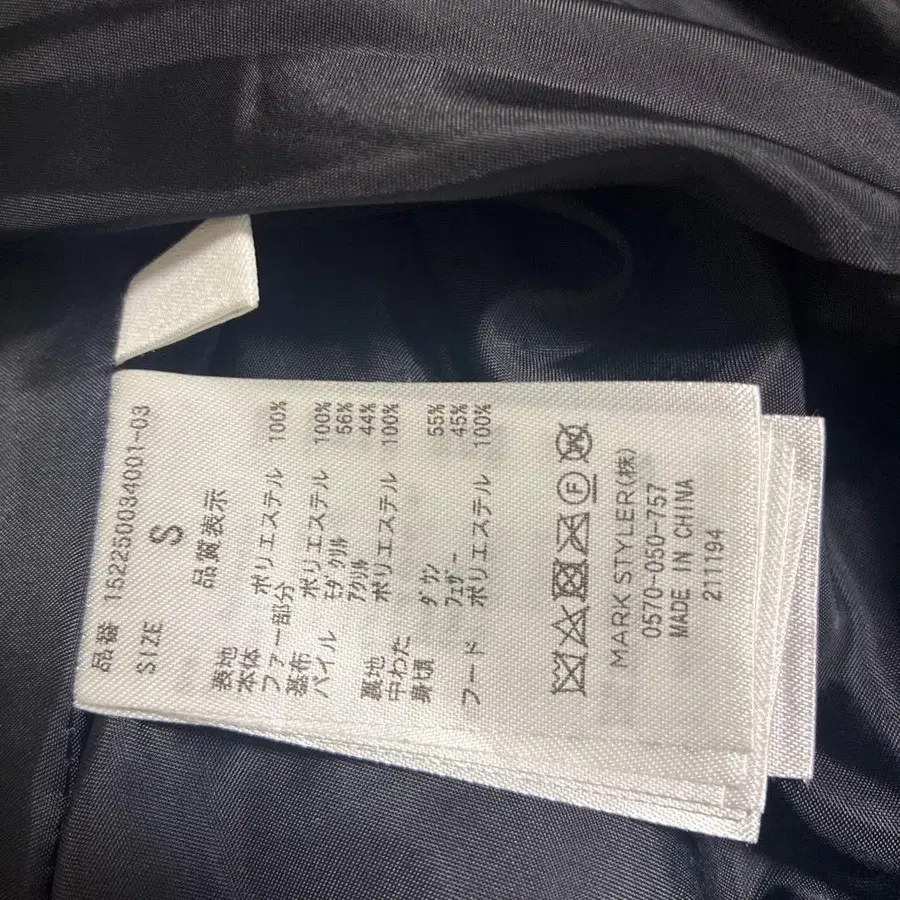 品番 152250034001-03
SIZE S
品質表示
表地
本体 ポリエステル 100%
ファー部分
基布 ポリエステル 100%
パイル モダクリル 56%
アクリル 44%
裏地 ポリエステル 100%
中わた
身頃 ダウン 55%
フェザー 45%
フード ポリエステル 100%
F W
MARK STYLER(株)
0570-050-757
MADE IN CHINA
211194